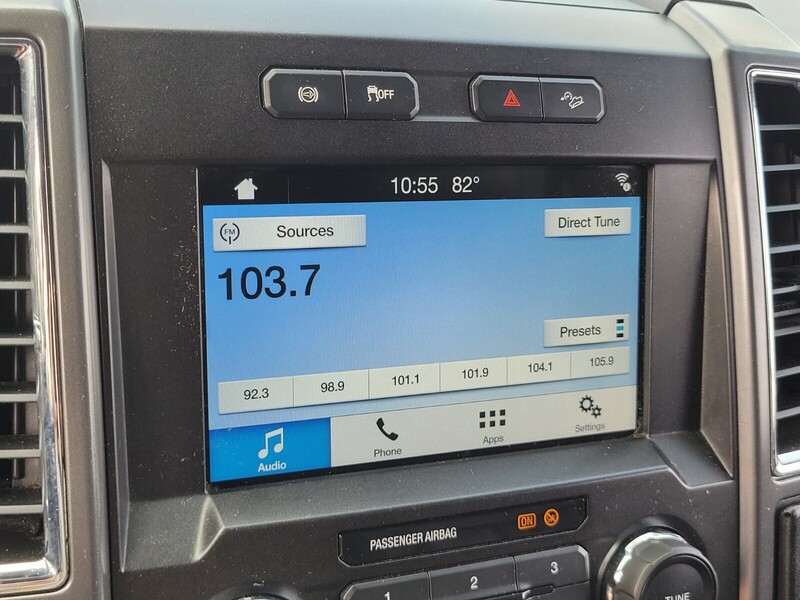 OFF
10:55 82°
FM Sources
Direct Tune
103.7
Presets
92.3 98.9 101.1 101.9 104.1 105.9
Audio Phone Apps Settings
PASSENGER AIRBAG ON
1 2 3
TUNE